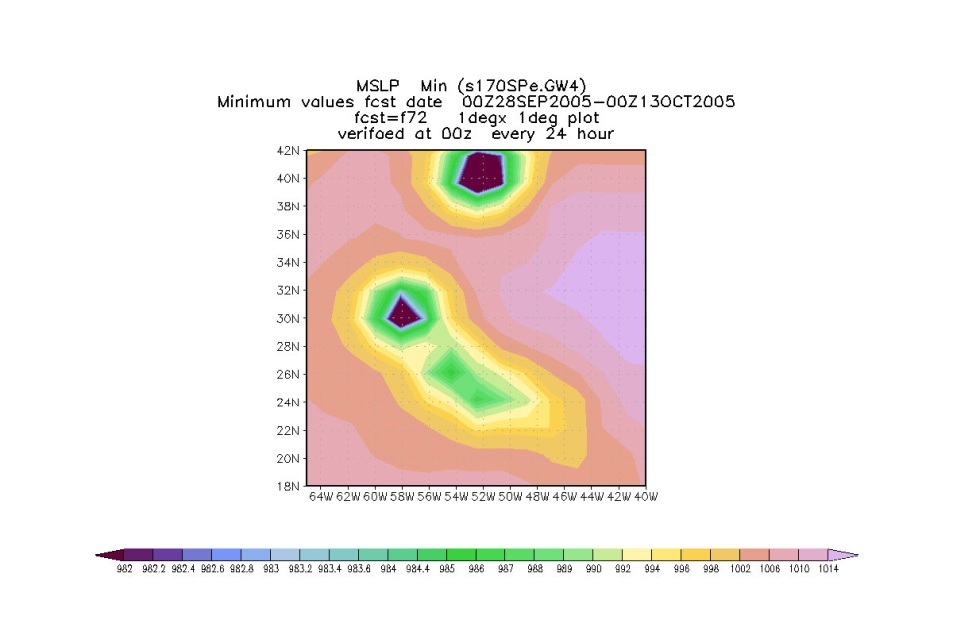 MSLP Min (s170SPe.GW4)
Minimum values fcst date 00Z28SEP2005-00Z13OCT2005
fcst=f72 1degx 1deg plot
verifoed at 00z every 24 hour
42N
40N
38N
36N
34N
32N
30N
28N
26N
24N
22N
20N
18N
64W 62W 60W 58W 56W 54W 52W 50W 48W 46W 44W 42W 40W
982 982.2 982.4 982.6 982.8 983 983.2 983.4 983.6 984 984.4 985 986 987 988 989 990 992 994 996 998 1002 1006 1010 1014